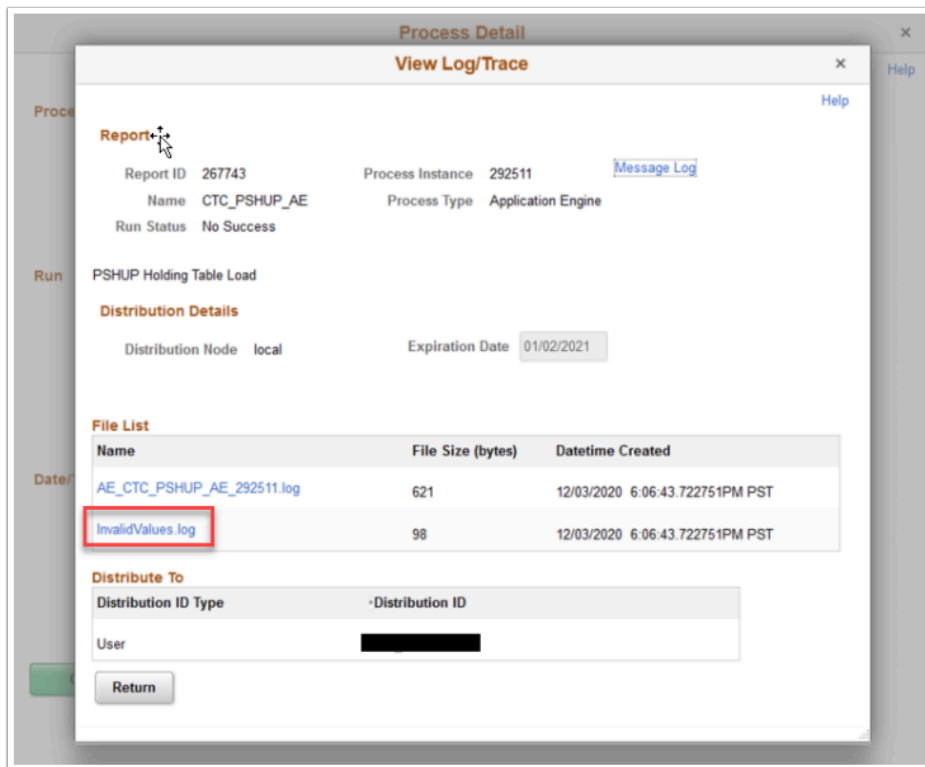 Process Detail
×
View Log/Trace
×
Help
Help
Proce
Report
Report ID 267743 Process Instance 292511 Message Log
Name CTC_PSHUP_AE Process Type Application Engine
Run Status No Success
Run
PSHUP Holding Table Load
Distribution Details
Distribution Node local Expiration Date 01/02/2021
File List
Name File Size (bytes) Datetime Created
Date/
AE_CTC_PSHUP_AE_292511.log 621 12/03/2020 6:06:43.722751PM PST
InvalidValues.log 98 12/03/2020 6:06:43.722751PM PST
Distribute To
Distribution ID Type *Distribution ID
User
Return